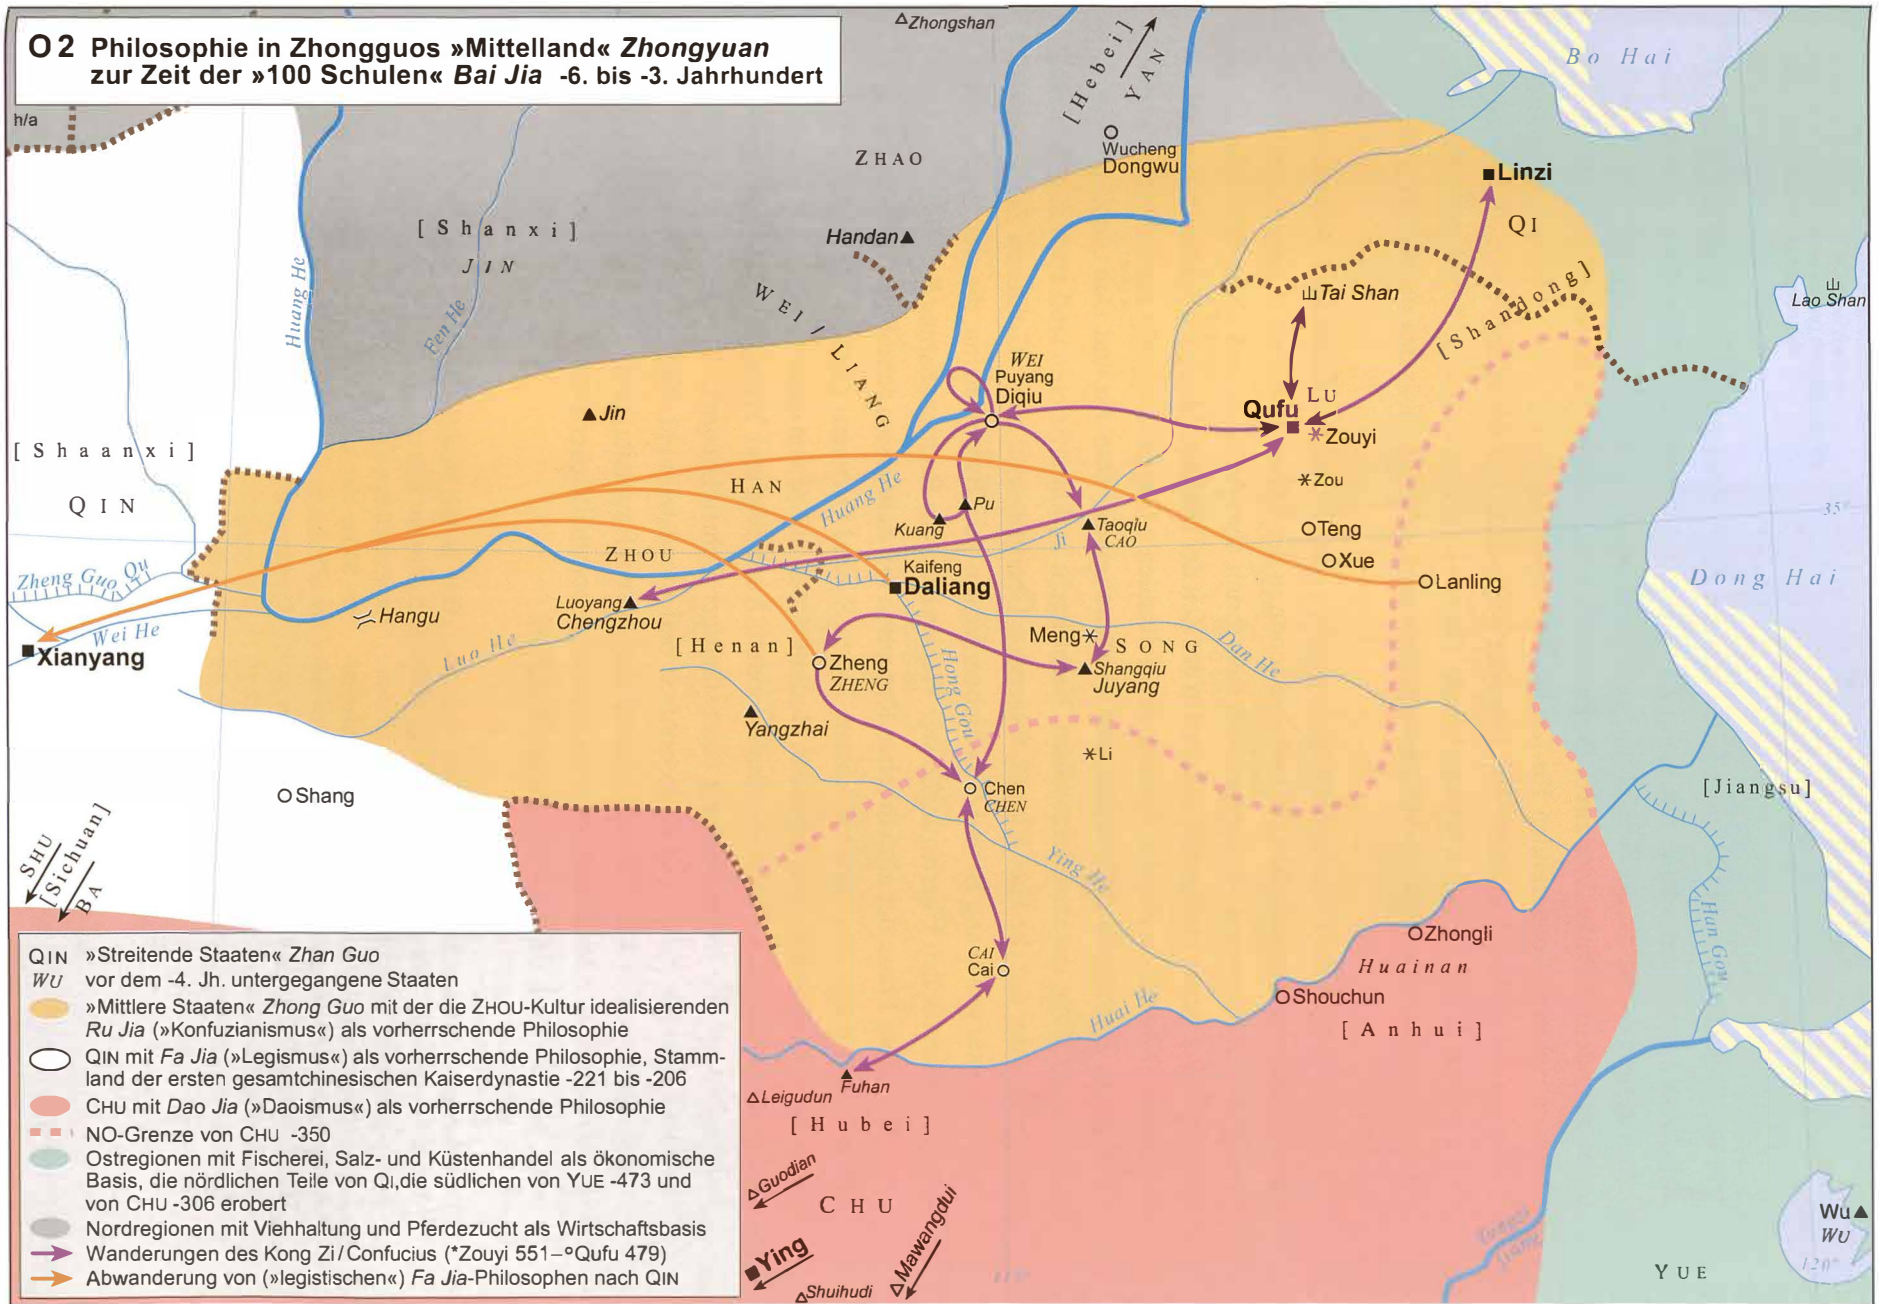 O 2 Philosophie in Zhongguos »Mittelland« Zhongyuan
zur Zeit der »100 Schulen« Bai Jia -6. bis -3. Jahrhundert
h/a
Zhongshan
[Hebei]
YAN
Bo Hai
ZHAO
Wucheng
Dongwu
Linzi
QI
[Shanxi]
JIN
Handan
Huang He
Fen He
WEI / LIANG
Tai Shan
[Shandong]
Lao Shan
WEI
Puyang
Diqiu
LU
Qufu
Zouyi
Jin
[Shaanxi]
QIN
HAN
Huang He
Zou
Pu
Kuang
Taoqiu
CAO
Ji
Teng
Xue
Lanling
35°
Dong Hai
ZHOU
Zheng Guo Qu
Wei He
Xianyang
Hangu
Luoyang
Chengzhou
Luo He
Kaifeng
Daliang
[Henan]
Zheng
ZHENG
Hong Gou
Meng
SONG
Shangqiu
Juyang
Dan He
Yangzhai
Li
Shang
Chen
CHEN
[Jiangsu]
SHU
[Sichuan]
BA
Ying He
Han Gou
CAI
Cai
Zhongli
Huainan
Shouchun
[Anhui]
Huai He
Fuhan
Leigudun
[Hubei]
Guodian
CHU
Mawangdui
Ying
Shuihudi
Wu
WU
120°
YUE
QIN »Streitende Staaten« Zhan Guo
WU vor dem -4. Jh. untergegangene Staaten
»Mittlere Staaten« Zhong Guo mit der die ZHOU-Kultur idealisierenden
Ru Jia (»Konfuzianismus«) als vorherrschende Philosophie
QIN mit Fa Jia (»Legismus«) als vorherrschende Philosophie, Stamm-
land der ersten gesamtchinesischen Kaiserdynastie -221 bis -206
CHU mit Dao Jia (»Daoismus«) als vorherrschende Philosophie
NO-Grenze von CHU -350
Ostregionen mit Fischerei, Salz- und Küstenhandel als ökonomische
Basis, die nördlichen Teile von QI,die südlichen von YUE -473 und
von CHU -306 erobert
Nordregionen mit Viehhaltung und Pferdezucht als Wirtschaftsbasis
Wanderungen des Kong Zi/Confucius (*Zouyi 551–°Qufu 479)
Abwanderung von (»legistischen«) Fa Jia-Philosophen nach QIN